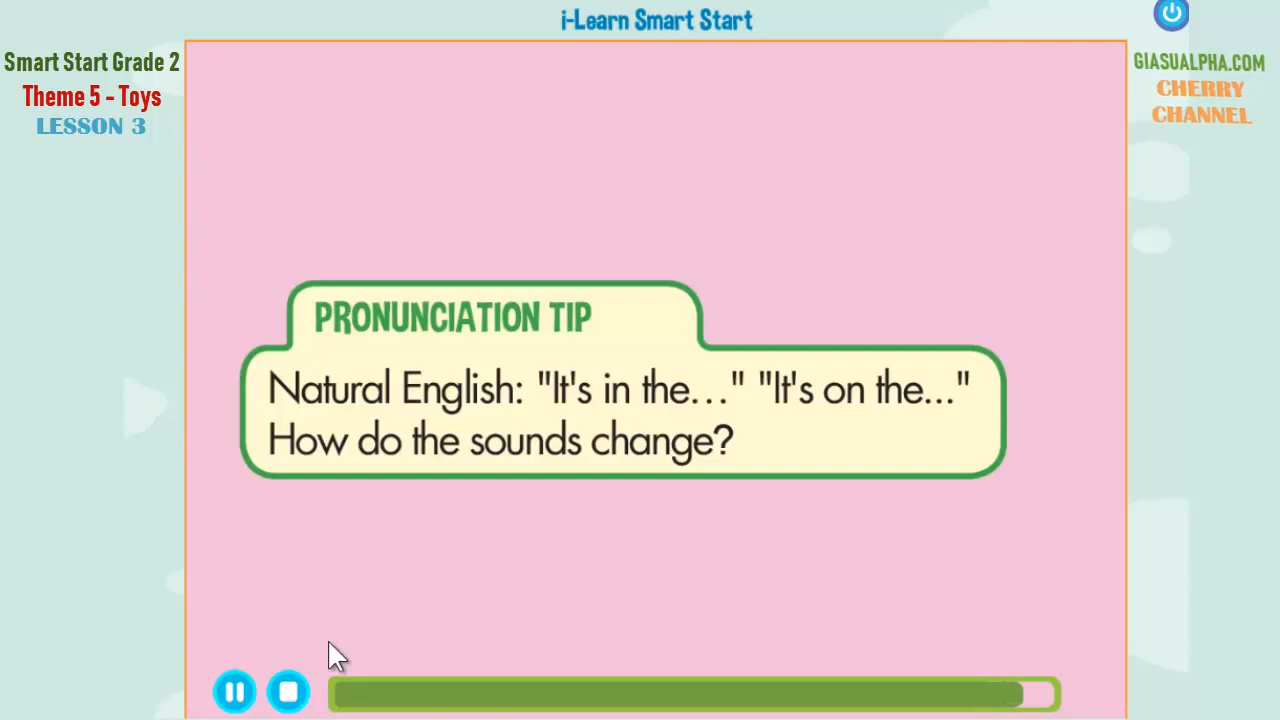 i-Learn Smart Start
Smart Start Grade 2
Theme 5 - Toys
LESSON 3
GIASUALPHA.COM
CHERRY
CHANNEL
PRONUNCIATION TIP
Natural English: "It's in the..." "It's on the..."
How do the sounds change?